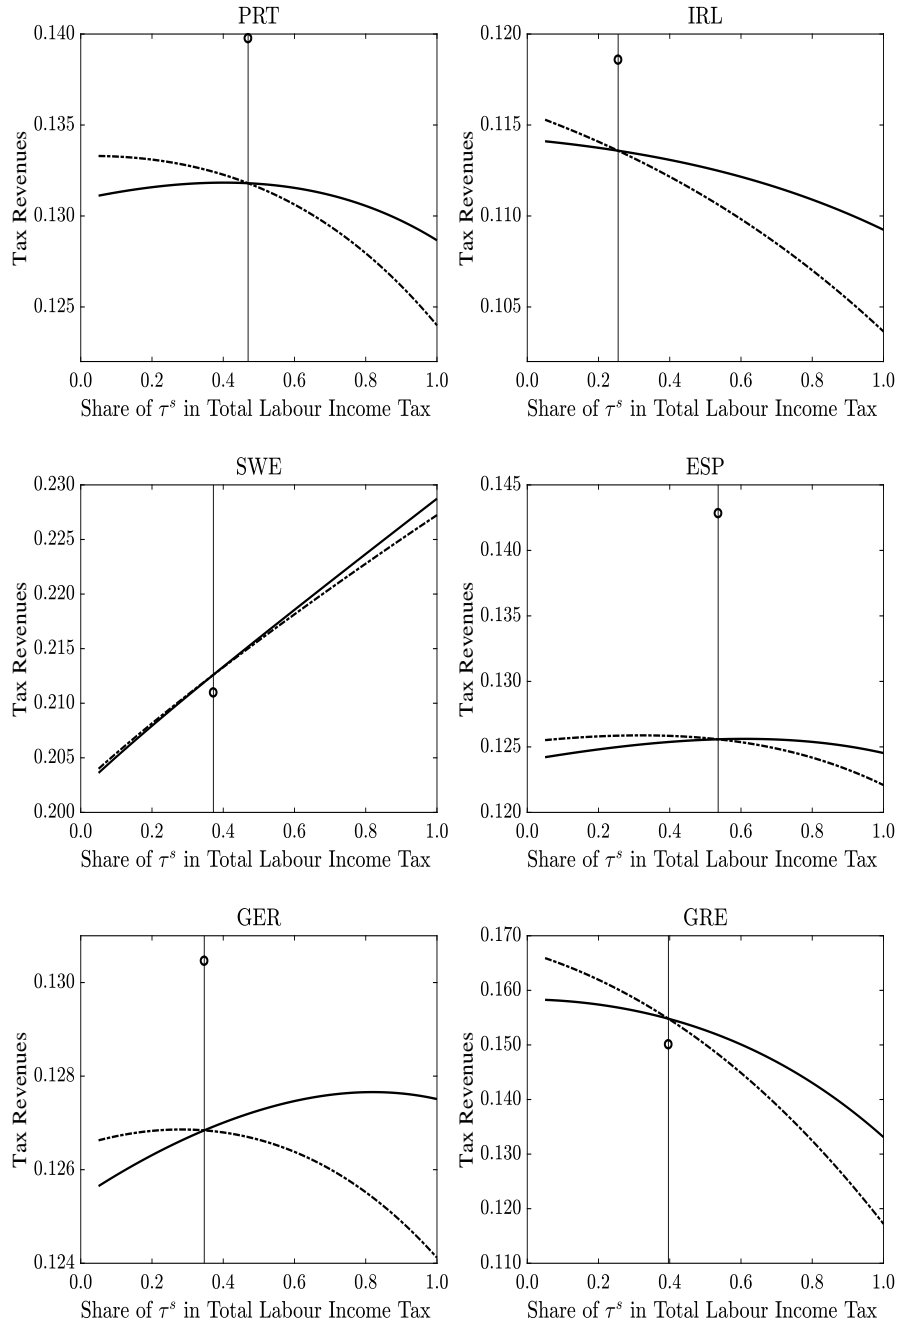 PRT
0.140
0.135
0.130
0.125
Tax Revenues
0.0 0.2 0.4 0.6 0.8 1.0
Share of τ^s in Total Labour Income Tax
IRL
0.120
0.115
0.110
0.105
Tax Revenues
0.0 0.2 0.4 0.6 0.8 1.0
Share of τ^s in Total Labour Income Tax
SWE
0.230
0.225
0.220
0.215
0.210
0.205
0.200
Tax Revenues
0.0 0.2 0.4 0.6 0.8 1.0
Share of τ^s in Total Labour Income Tax
ESP
0.145
0.140
0.135
0.130
0.125
0.120
Tax Revenues
0.0 0.2 0.4 0.6 0.8 1.0
Share of τ^s in Total Labour Income Tax
GER
0.130
0.128
0.126
0.124
Tax Revenues
0.0 0.2 0.4 0.6 0.8 1.0
Share of τ^s in Total Labour Income Tax
GRE
0.170
0.160
0.150
0.140
0.130
0.120
0.110
Tax Revenues
0.0 0.2 0.4 0.6 0.8 1.0
Share of τ^s in Total Labour Income Tax